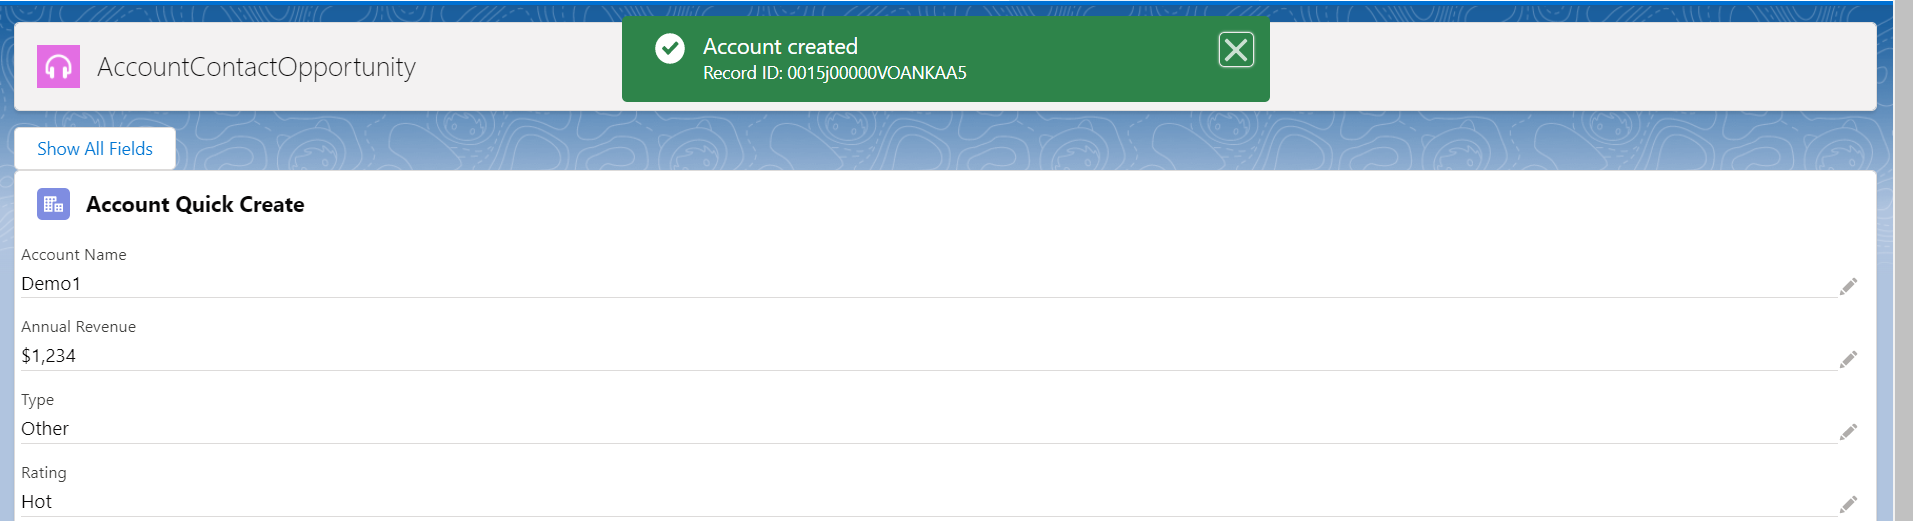 AccountContactOpportunity
Account created
Record ID: 0015j00000VOANKAA5
Show All Fields
Account Quick Create
Account Name
Demo1
Annual Revenue
$1,234
Type
Other
Rating
Hot